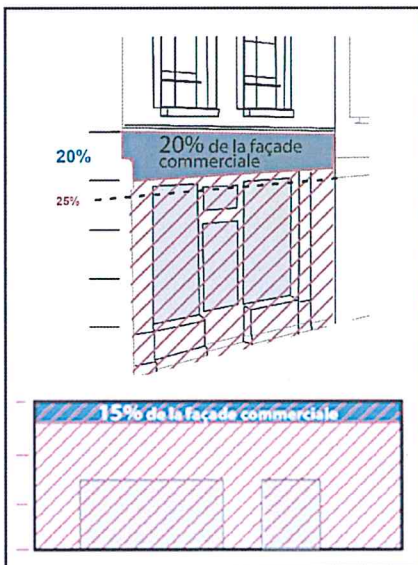 20% de la façade
commerciale
20%
25%
15% de la façade commerciale